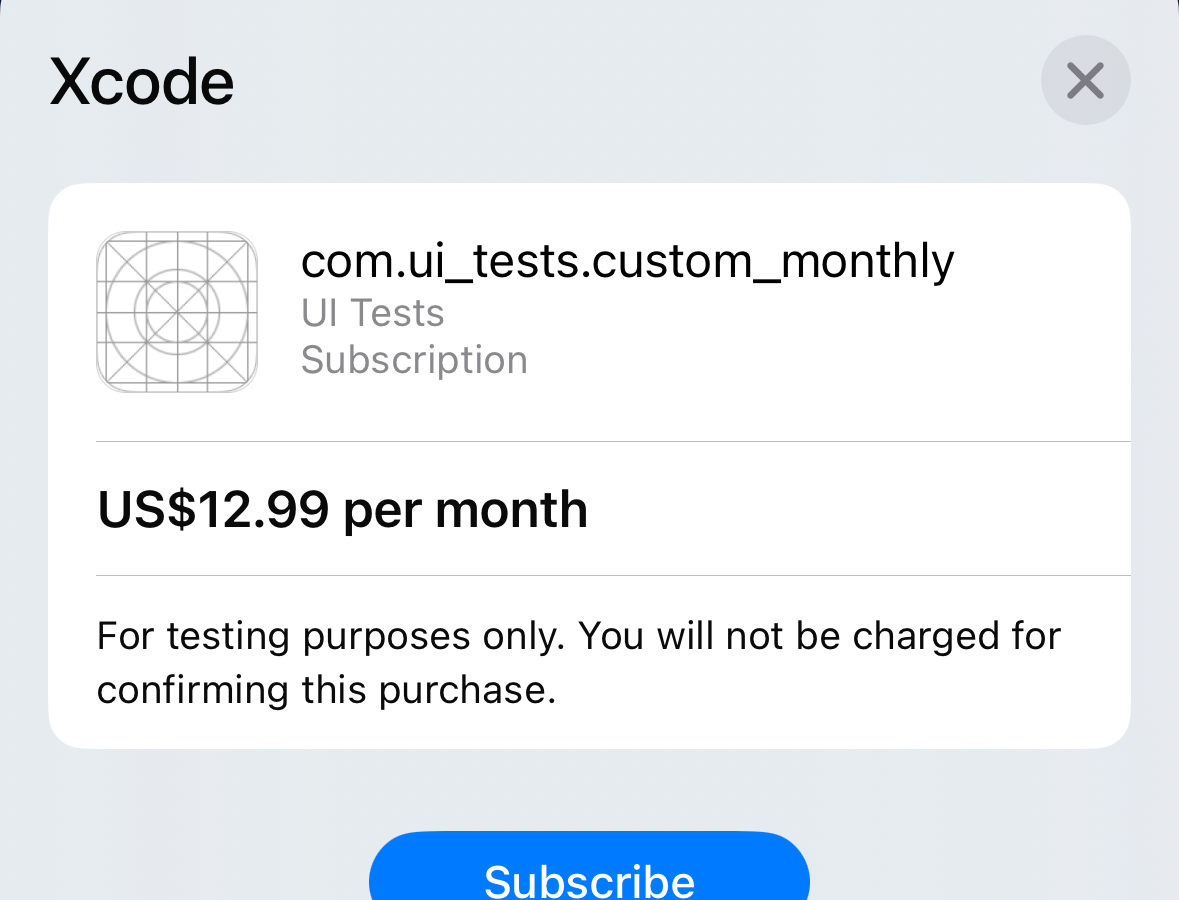 Xcode
com.ui_tests.custom_monthly
UI Tests
Subscription
US$12.99 per month
For testing purposes only. You will not be charged for
confirming this purchase.
Subscribe